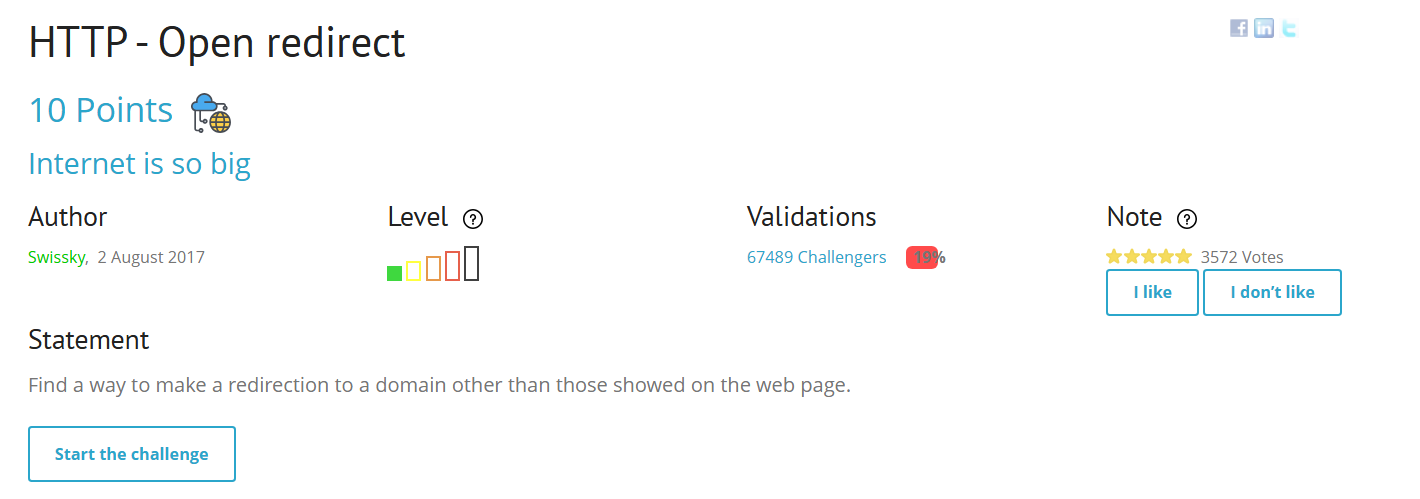 HTTP - Open redirect
10 Points
Internet is so big
Author
Level ?
Validations
Note ?
Swissky, 2 August 2017
67489 Challengers 19%
3572 Votes
I like I don't like
Statement
Find a way to make a redirection to a domain other than those showed on the web page.
Start the challenge